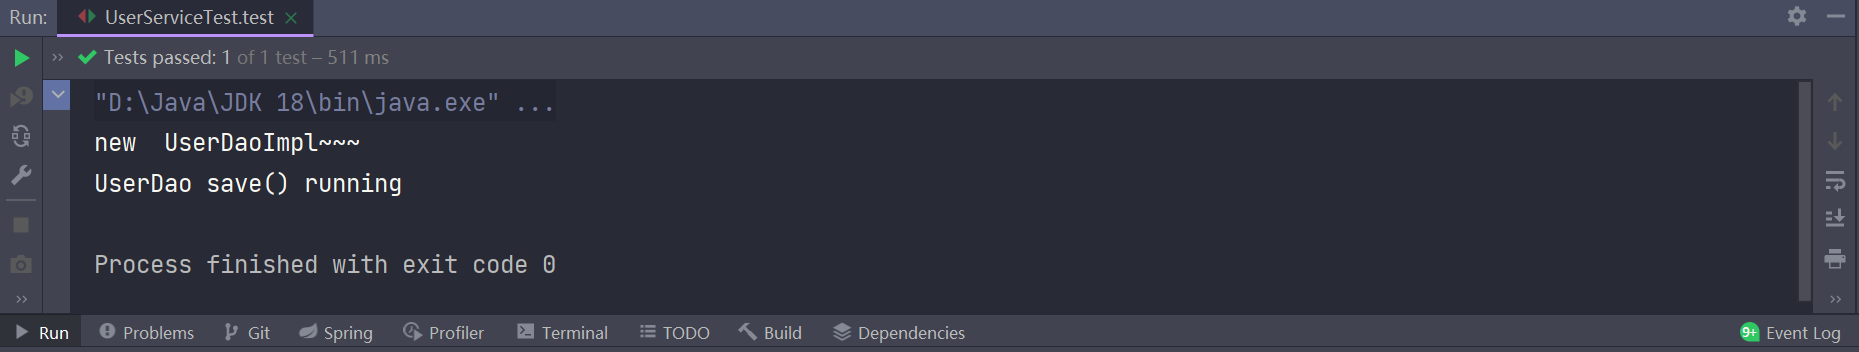 Run: UserServiceTest.test ×
Tests passed: 1 of 1 test – 511 ms
"D:\Java\JDK 18\bin\java.exe" ...
new  UserDaoImpl~~~
UserDao save() running
Process finished with exit code 0
Run Problems Git Spring Profiler Terminal TODO Build Dependencies 9+ Event Log